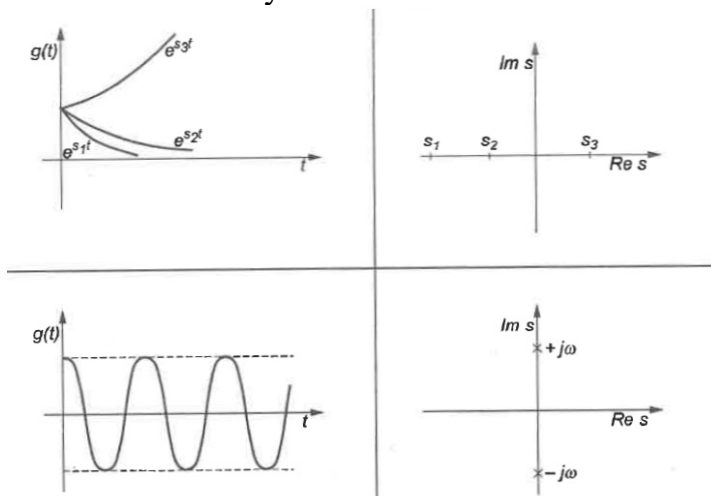 g(t)
e^{s_3t}
e^{s_2t}
e^{s_1t}
t
Im s
s_1 s_2 s_3
Re s
g(t)
t
Im s
+jω
Re s
-jω